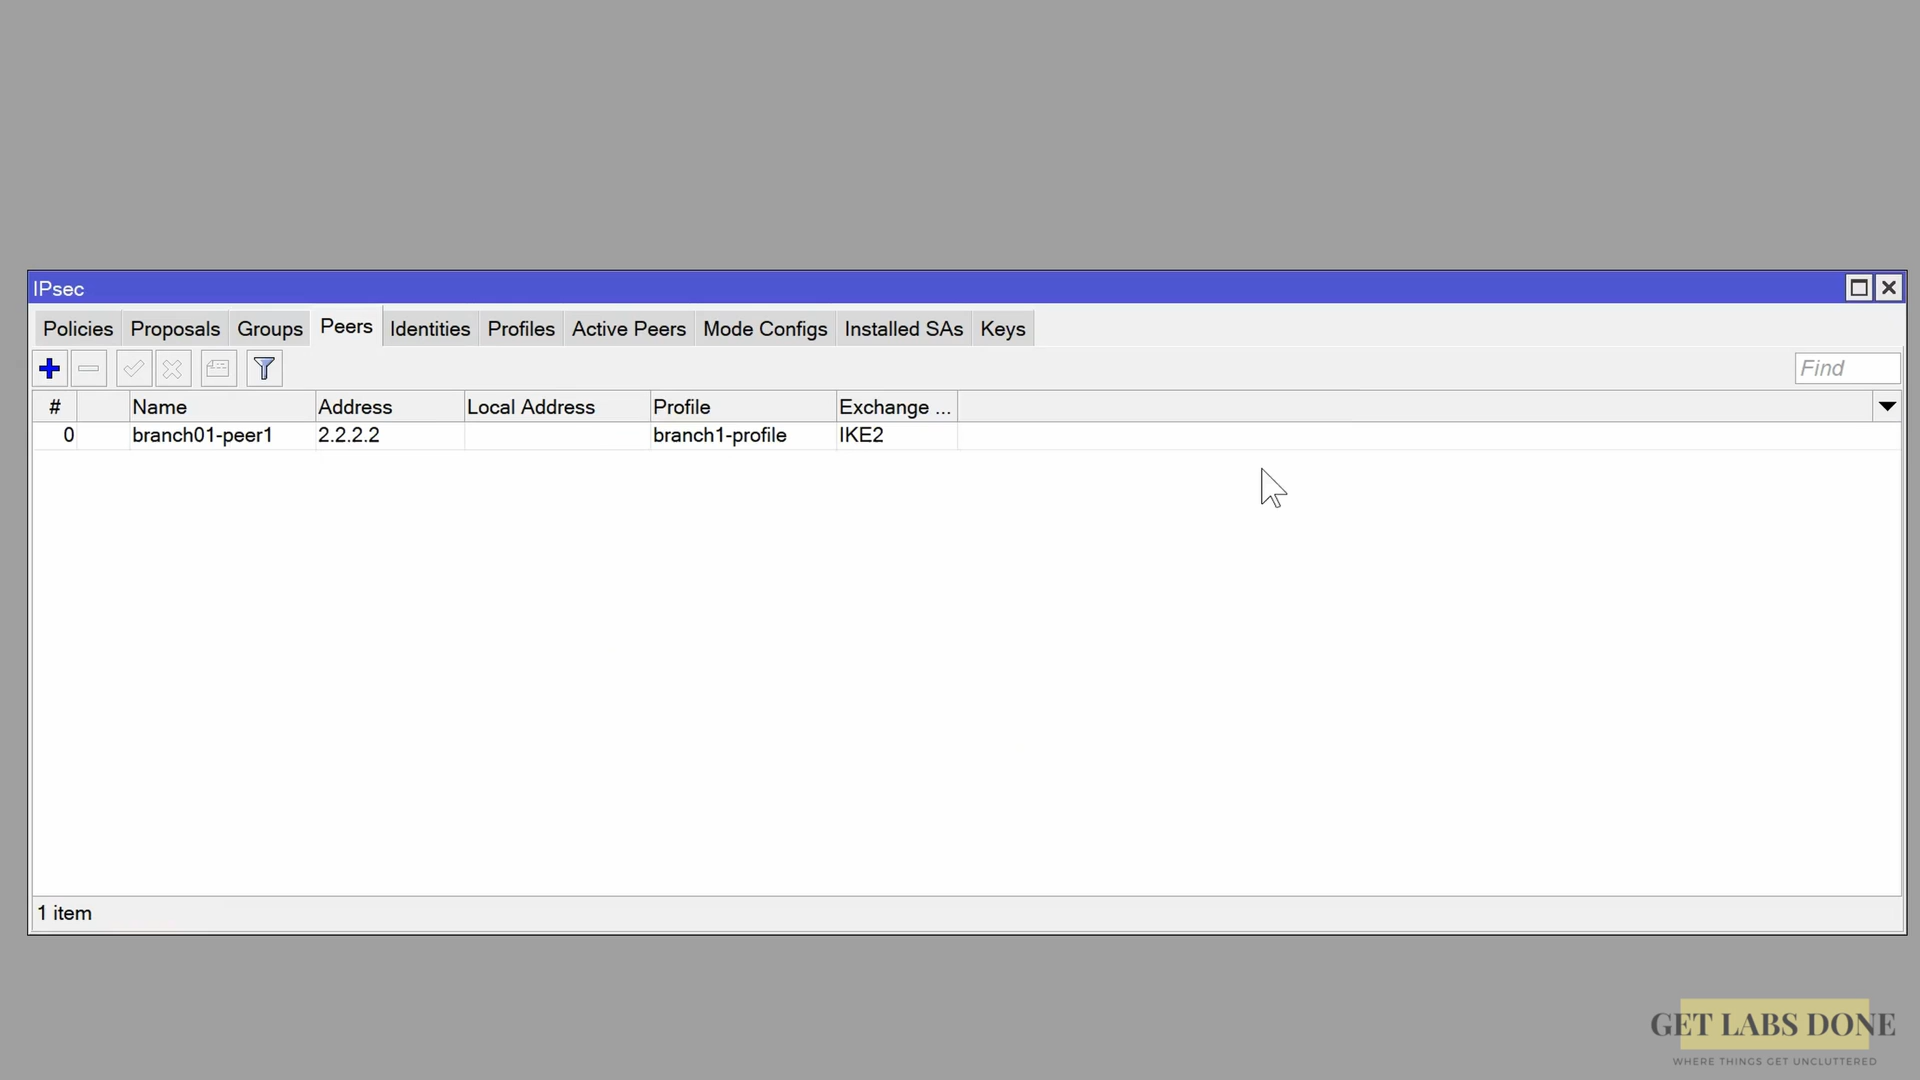 IPsec
Policies Proposals Groups Peers Identities Profiles Active Peers Mode Configs Installed SAs Keys
Find
# Name Address Local Address Profile Exchange ...
0 branch01-peer1 2.2.2.2 branch1-profile IKE2
1 item
GET LABS DONE
WHERE THINGS GET UNCLUTTERED